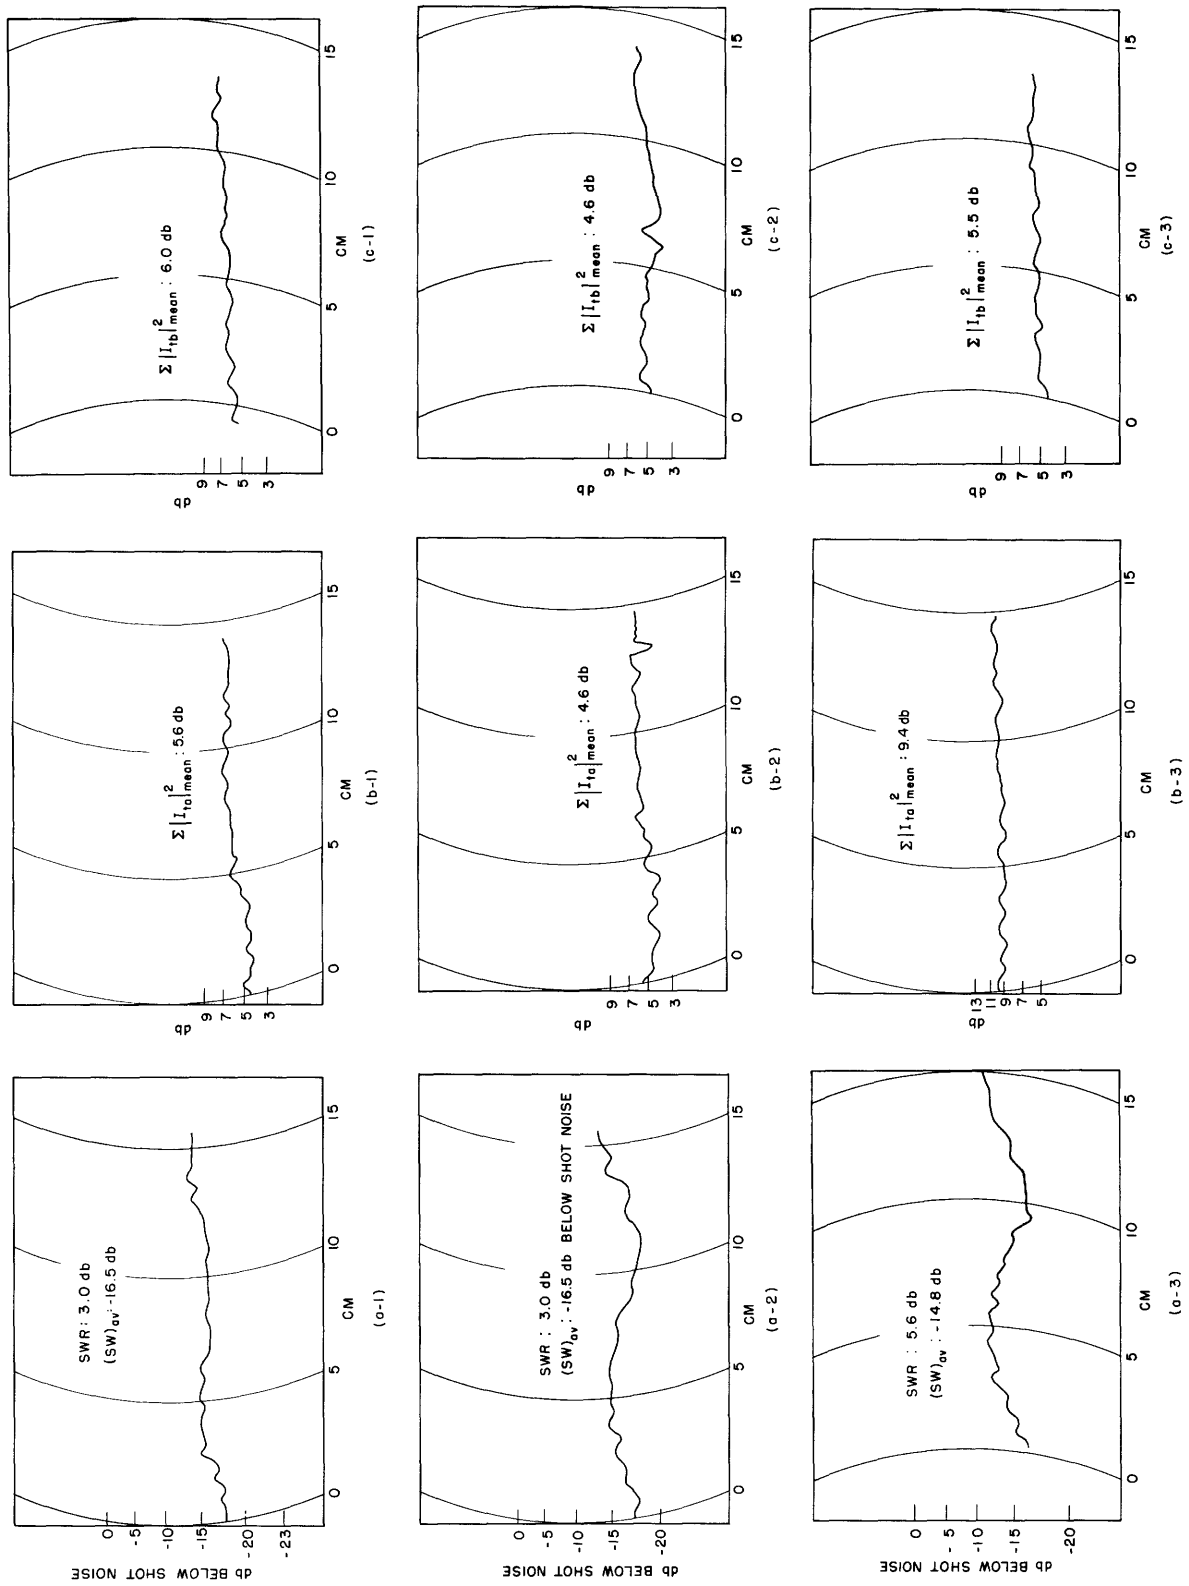 db BELOW SHOT NOISE
0
-5
-10
-15
-20
-23
SWR: 3.0 db
(SW)av:-16.5 db
0 5 10 15
CM
(a-1)
db
9
7
5
3
Σ|Ita|²mean : 5.6 db
0 5 10 15
CM
(b-1)
db
9
7
5
3
Σ|Itb|²mean : 6.0 db
0 5 10 15
CM
(c-1)
db BELOW SHOT NOISE
0
-5
-10
-15
-20
SWR : 3.0 db
(SW)av : -16.5 db BELOW SHOT NOISE
0 5 10 15
CM
(a-2)
db
9
7
5
3
Σ|Ita|²mean : 4.6 db
0 5 10 15
CM
(b-2)
db
9
7
5
3
Σ|Itb|²mean : 4.6 db
0 5 10 15
CM
(c-2)
db BELOW SHOT NOISE
0
-5
-10
-15
-20
SWR : 5.6 db
(SW)av : -14.8 db
0 5 10 15
CM
(a-3)
db
13
11
9
7
5
Σ|Ita|²mean : 9.4 db
0 5 10 15
CM
(b-3)
db
9
7
5
3
Σ|Itb|²mean : 5.5 db
0 5 10 15
CM
(c-3)